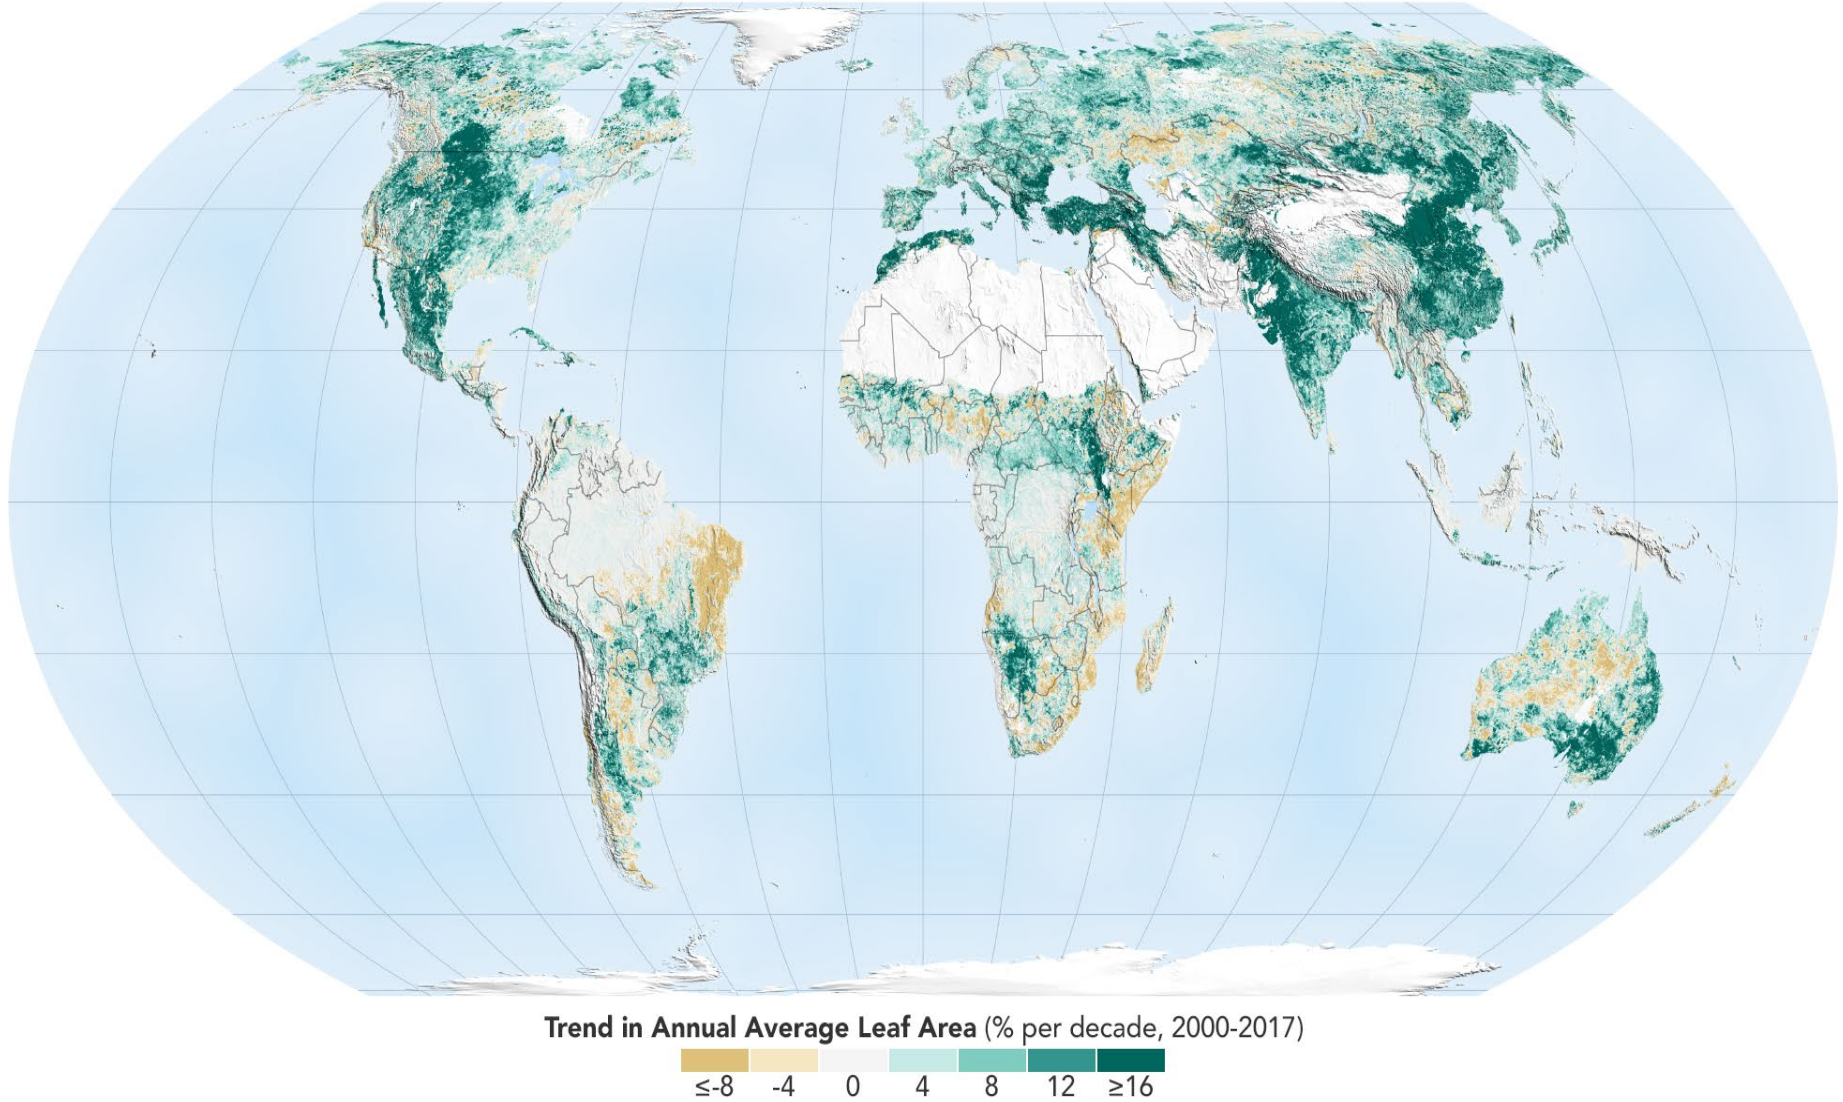 Trend in Annual Average Leaf Area (% per decade, 2000-2017)
≤-8 -4 0 4 8 12 ≥16